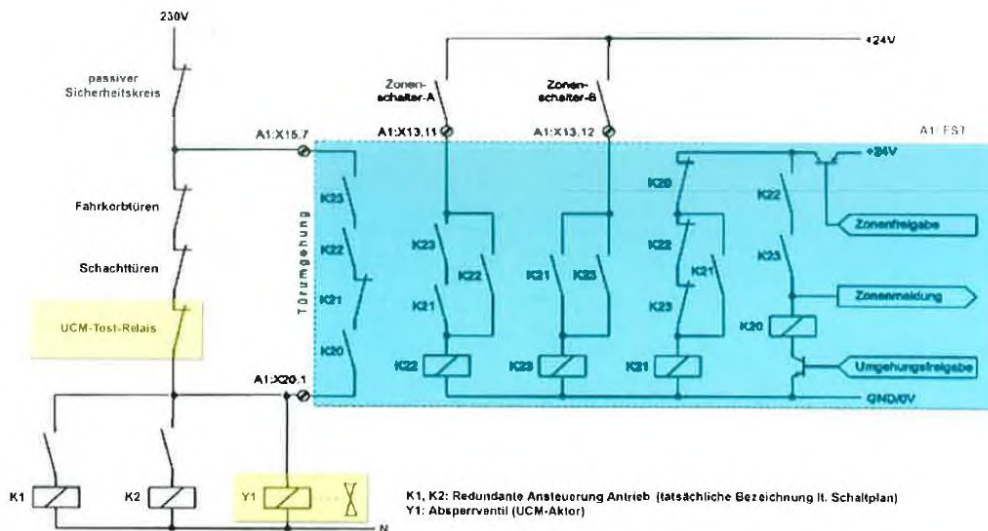 230V
+24V
passiver
Sicherheitskreis
Zonen-
schalter-A
Zonen-
schalter-B
A1:X15.7
A1:X13.11
A1:X13.12
A1: FST
+24V
K23
K20
K22
Zonenfreigabe
Fahrkorbtüren
K22
K23
K22
K21
K23
K22
K21
K23
Zonenmeldung
Schachttüren
Türumgehung
K21
K21
K23
K20
UCM-Test-Relais
K20
K22
K23
K21
Umgehungsfreigabe
A1:X20.1
GND/0V
K1
K2
Y1
N
K1, K2: Redundante Ansteuerung Antrieb (tatsächliche Bezeichnung lt. Schaltplan)
Y1: Absperrventil (UCM-Aktor)